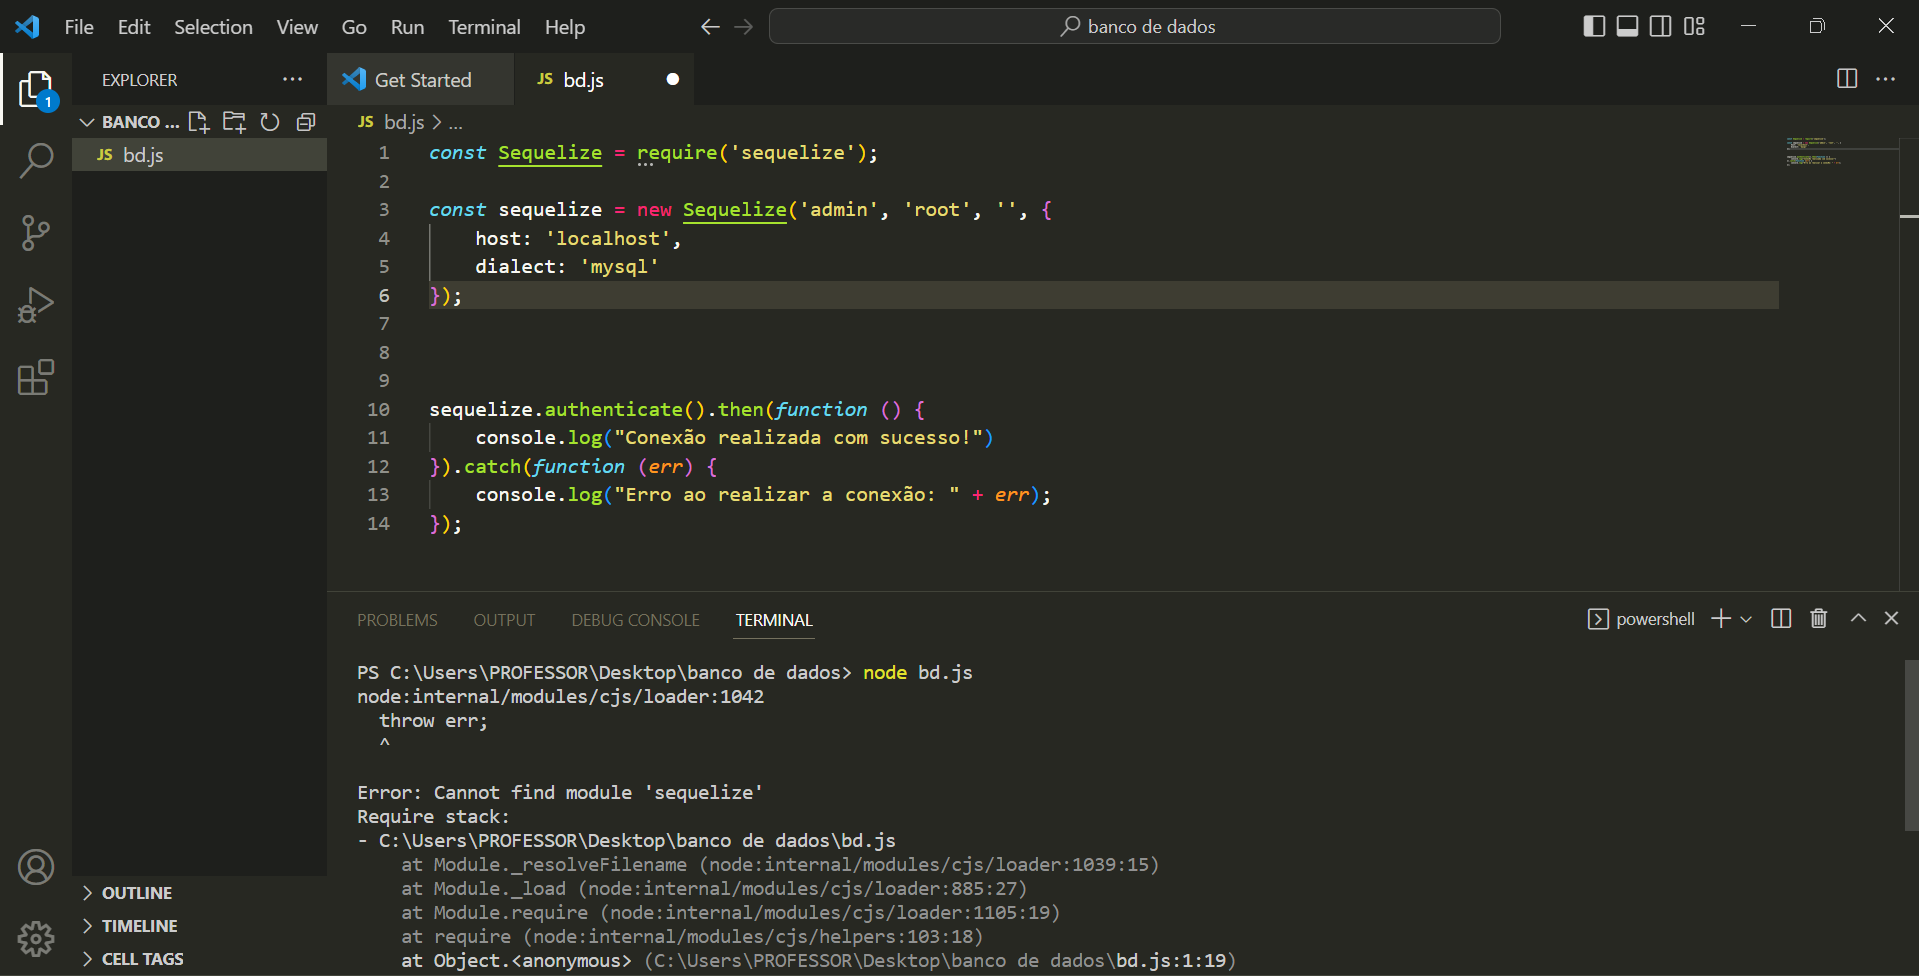 File Edit Selection View Go Run Terminal Help
banco de dados
EXPLORER ...
Get Started
JS bd.js
BANCO ...
JS bd.js
1
JS bd.js > ...
1 const Sequelize = require('sequelize');
2
3 const sequelize = new Sequelize('admin', 'root', '', {
4 host: 'localhost',
5 dialect: 'mysql'
6 });
7
8
9
10 sequelize.authenticate().then(function () {
11 console.log("Conexão realizada com sucesso!")
12 }).catch(function (err) {
13 console.log("Erro ao realizar a conexão: " + err);
14 });
PROBLEMS OUTPUT DEBUG CONSOLE TERMINAL
powershell
PS C:\Users\PROFESSOR\Desktop\banco de dados> node bd.js
node:internal/modules/cjs/loader:1042
throw err;
^
Error: Cannot find module 'sequelize'
Require stack:
- C:\Users\PROFESSOR\Desktop\banco de dados\bd.js
at Module._resolveFilename (node:internal/modules/cjs/loader:1039:15)
at Module._load (node:internal/modules/cjs/loader:885:27)
at Module.require (node:internal/modules/cjs/loader:1105:19)
at require (node:internal/modules/cjs/helpers:103:18)
at Object.<anonymous> (C:\Users\PROFESSOR\Desktop\banco de dados\bd.js:1:19)
OUTLINE
TIMELINE
CELL TAGS